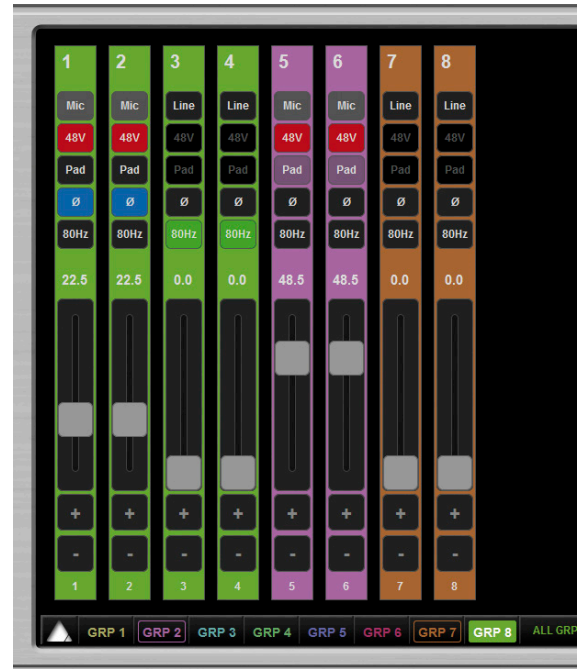 1 2 3 4 5 6 7 8
Mic Mic Line Line Mic Mic Line Line
48V 48V 48V 48V 48V 48V 48V 48V
Pad Pad Pad Pad Pad Pad Pad Pad
Ø Ø Ø Ø Ø Ø Ø Ø
80Hz 80Hz 80Hz 80Hz 80Hz 80Hz 80Hz 80Hz
22.5 22.5 0.0 0.0 48.5 48.5 0.0 0.0
+ + + + + + + +
- - - - - - - -
1 2 3 4 5 6 7 8
GRP 1 GRP 2 GRP 3 GRP 4 GRP 5 GRP 6 GRP 7 GRP 8 ALL GRP